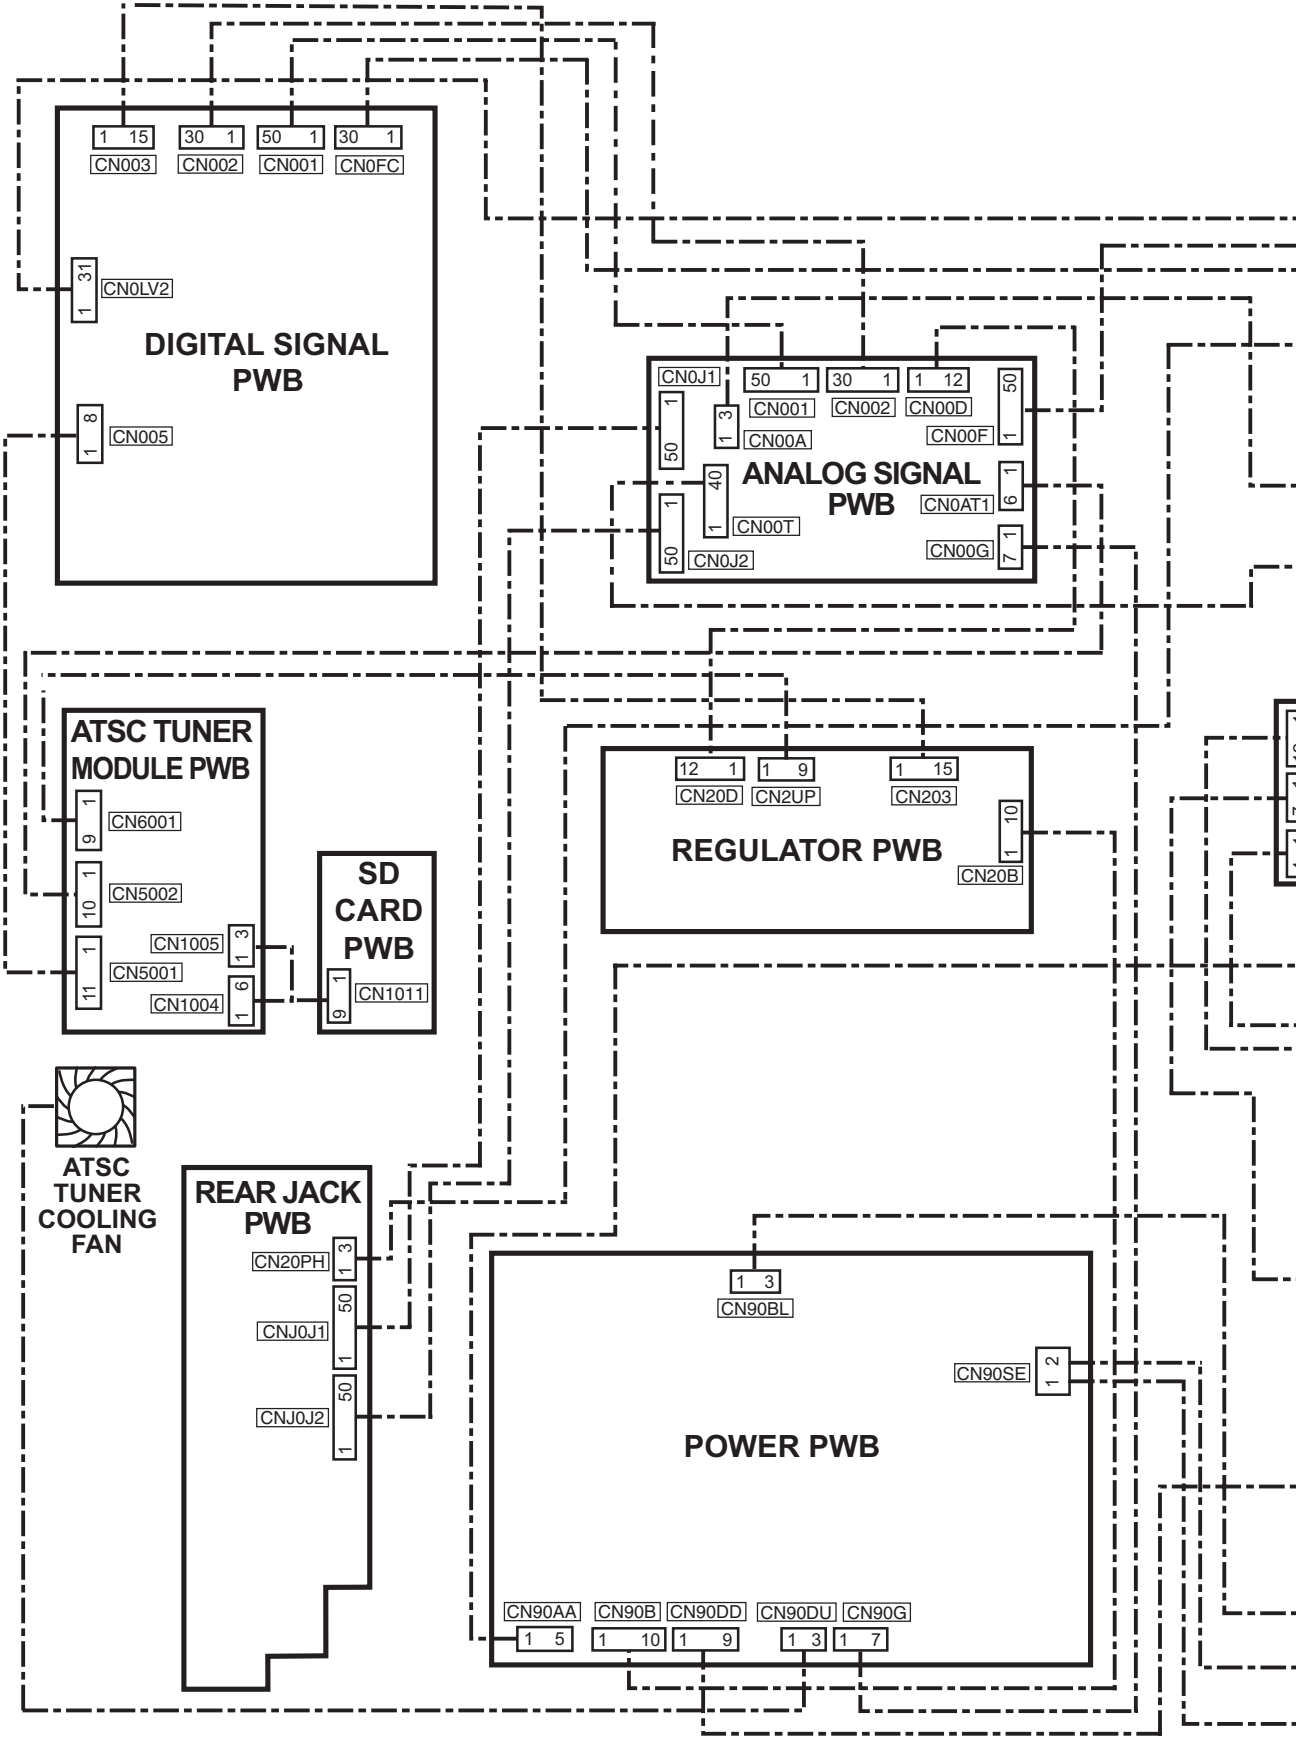 1 15
30 1
50 1
30 1
CN003
CN002
CN001
CN0FC
1 31
CN0LV2
DIGITAL SIGNAL
PWB
1 8
CN005
CN0J1
50 1
50 1
30 1
1 12
1 50
1 3
CN001
CN002
CN00D
CN00F
CN00A
ANALOG SIGNAL
PWB
1 40
CN00T
6 1
CN0AT1
50 1
CN0J2
7 1
CN00G
ATSC TUNER
MODULE PWB
9 1
CN6001
10 1
CN5002
11 1
CN5001
1 3
CN1005
1 6
CN1004
SD
CARD
PWB
9 1
CN1011
12 1
1 9
1 15
CN20D
CN2UP
CN203
1 10
CN20B
REGULATOR PWB
ATSC
TUNER
COOLING
FAN
REAR JACK
PWB
1 3
CN20PH
1 50
CNJ0J1
1 50
CNJ0J2
1 3
CN90BL
CN90SE
1 2
POWER PWB
CN90AA
CN90B
CN90DD
CN90DU
CN90G
1 5
1 10
1 9
1 3
1 7